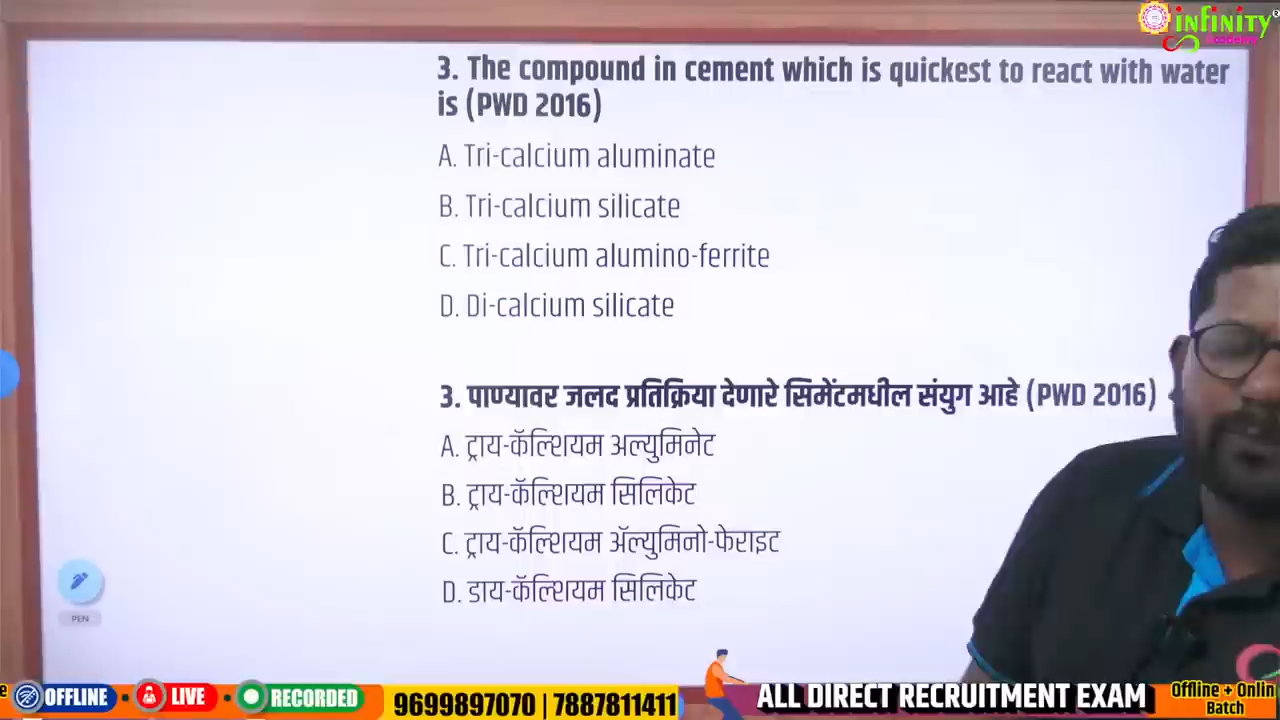 infinity
3. The compound in cement which is quickest to react with water
is (PWD 2016)
A. Tri-calcium aluminate
B. Tri-calcium silicate
C. Tri-calcium alumino-ferrite
D. Di-calcium silicate
3. पाण्यावर जलद प्रतिक्रिया देणारे सिमेंटमधील संयुग आहे (PWD 2016)
A. ट्राय-कॅल्शियम अल्युमिनेट
B. ट्राय-कॅल्शियम सिलिकेट
C. ट्राय-कॅल्शियम ॲल्युमिनो-फेराइट
D. डाय-कॅल्शियम सिलिकेट
PEN
OFFLINE • LIVE • RECORDED
9699897070 | 7887811411
ALL DIRECT RECRUITMENT EXAM
Offline + Onlin
Batch